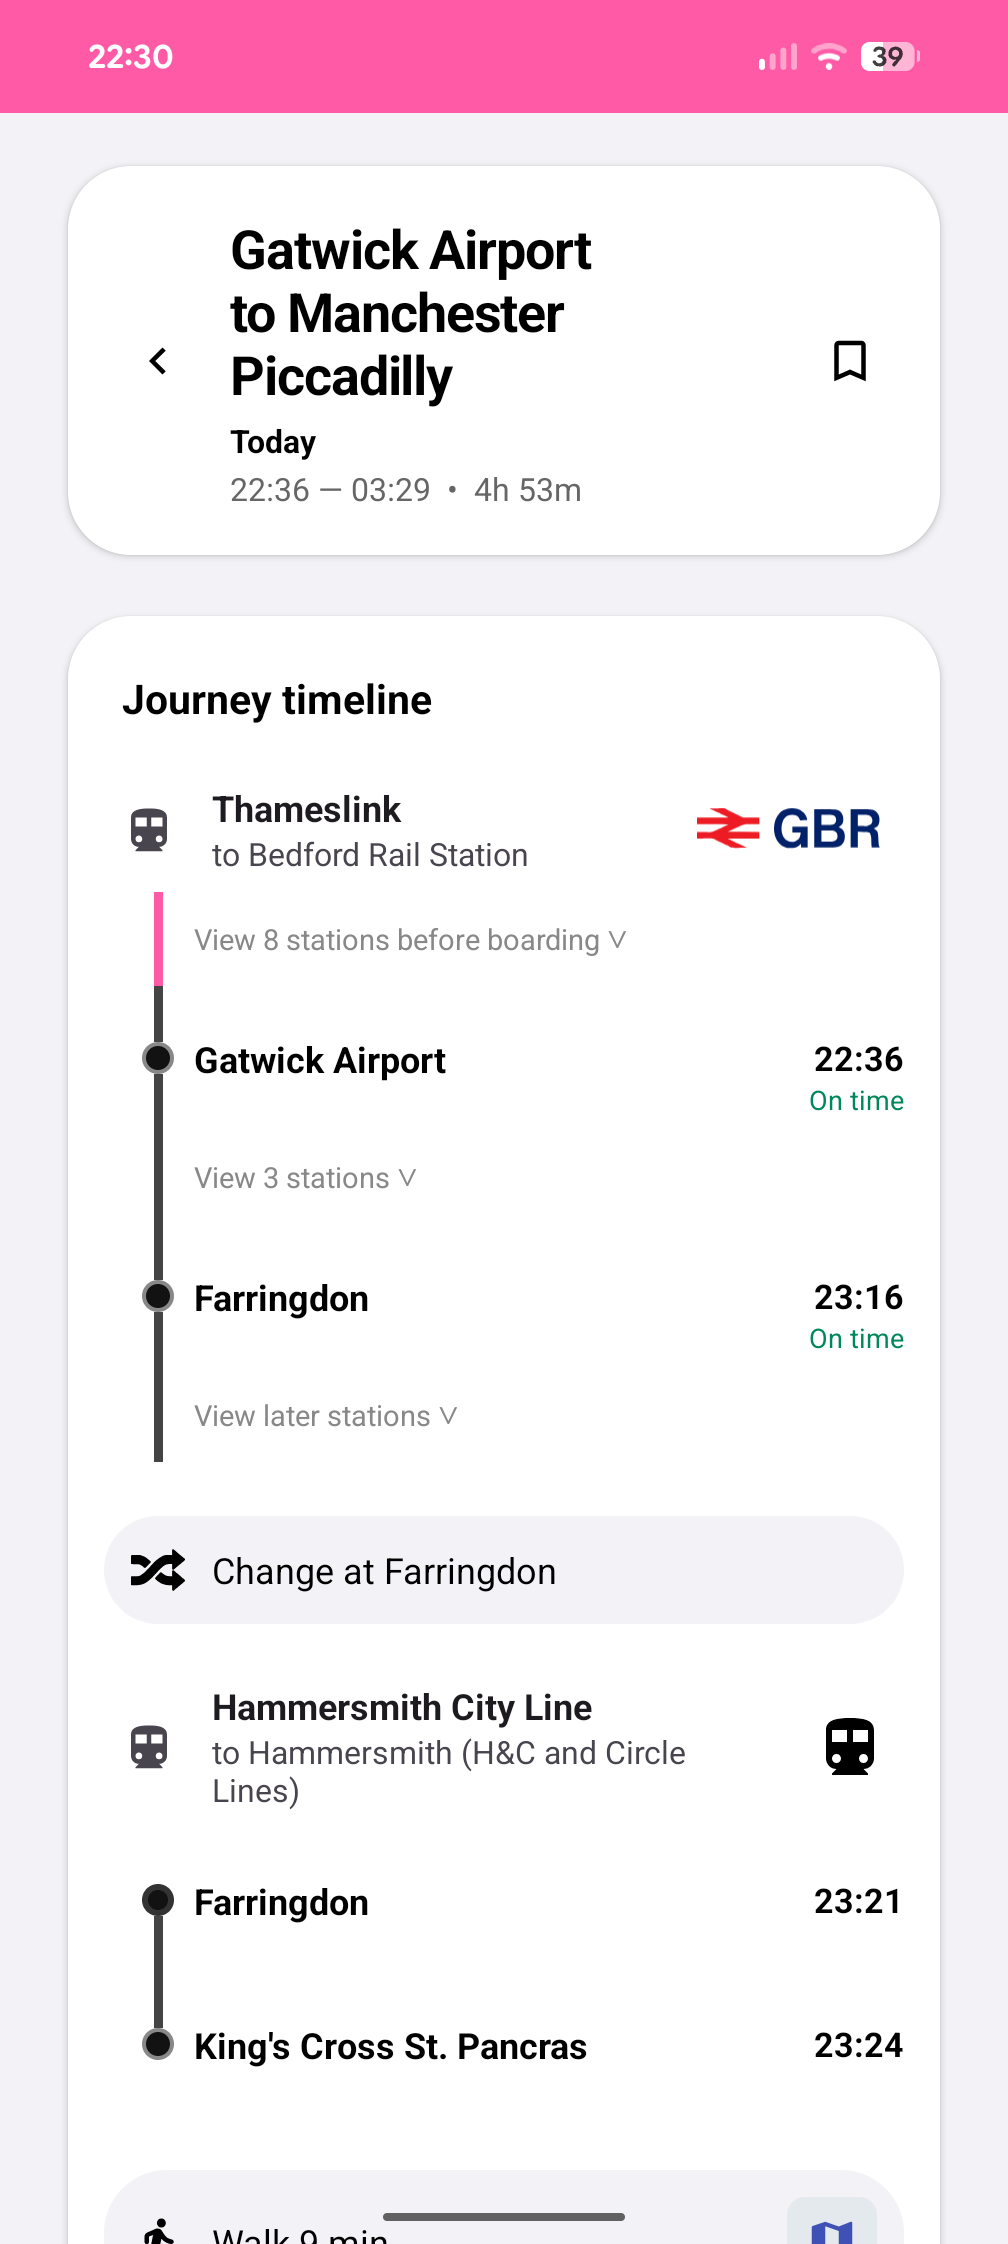 22:30
39
Gatwick Airport
to Manchester
Piccadilly
Today
22:36 — 03:29 • 4h 53m
Journey timeline
Thameslink
to Bedford Rail Station
GBR
View 8 stations before boarding
Gatwick Airport
22:36
On time
View 3 stations
Farringdon
23:16
On time
View later stations
Change at Farringdon
Hammersmith City Line
to Hammersmith (H&C and Circle
Lines)
Farringdon
23:21
King's Cross St. Pancras
23:24
Walk 9 min